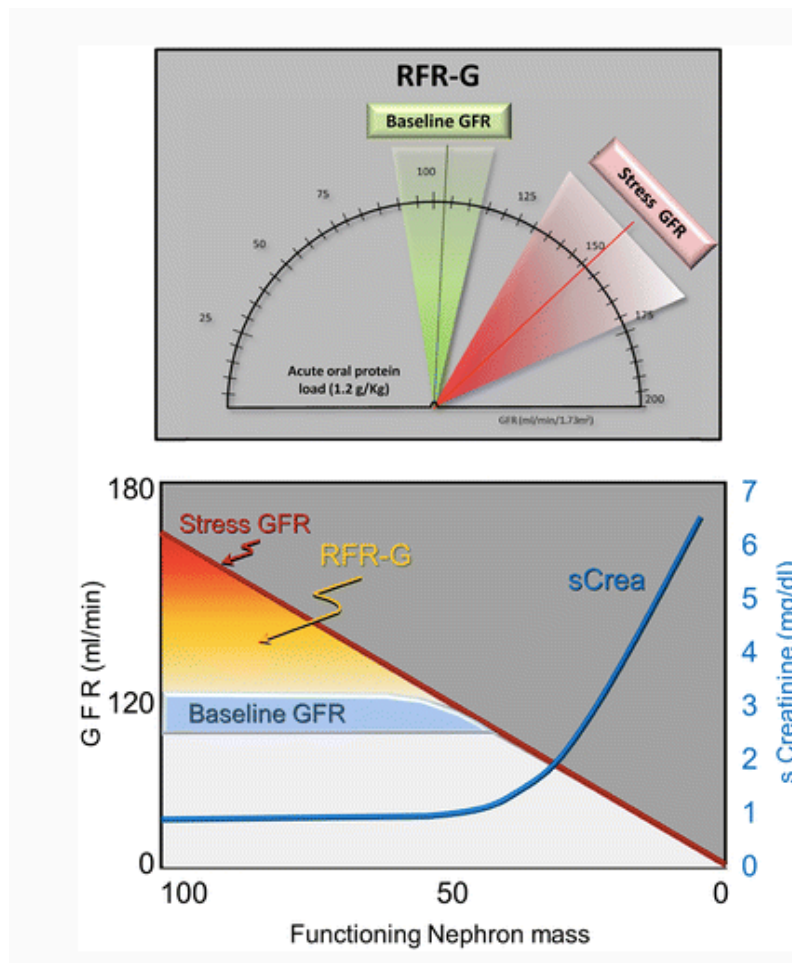 RFR-G
Baseline GFR
Stress GFR
25
50
75
100
125
150
175
200
Acute oral protein
load (1.2 g/Kg)
GFR (ml/min/1.73m²)
180
120
0
G F R (ml/min)
Stress GFR
RFR-G
Baseline GFR
sCrea
7
6
5
4
3
2
1
0
s Creatinine (mg/dl)
100
50
0
Functioning Nephron mass